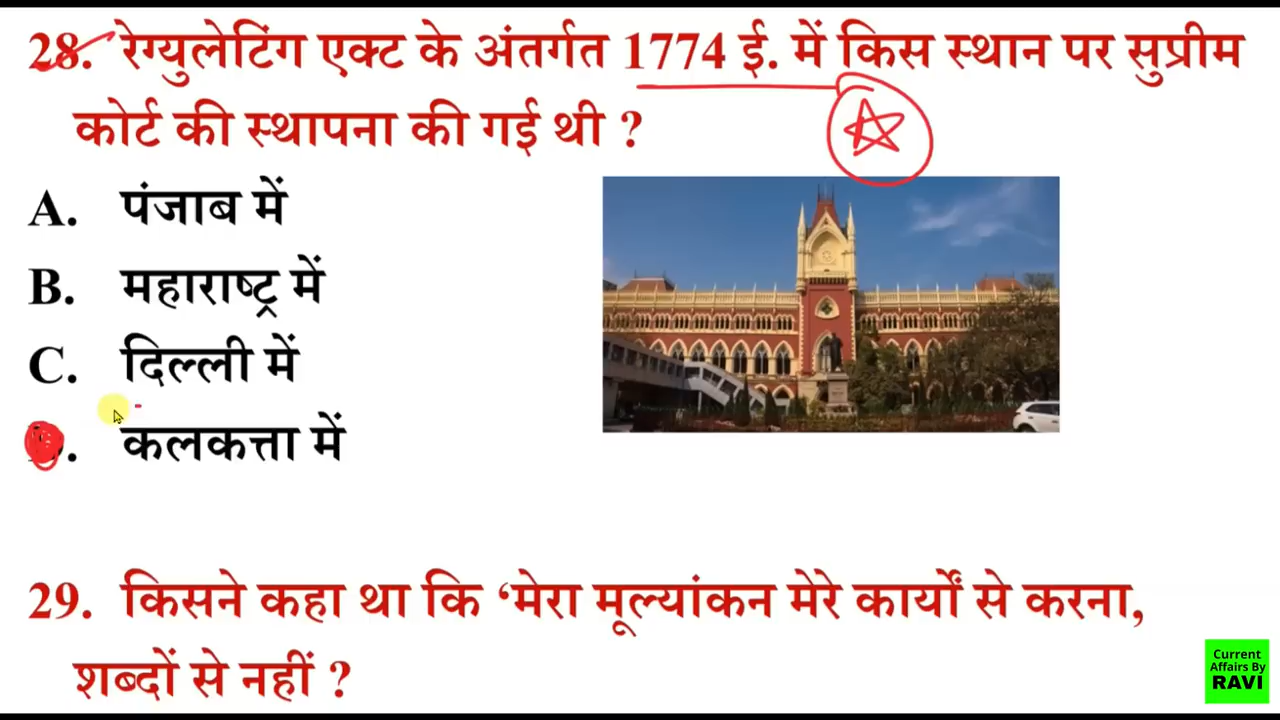 28. रेग्युलेटिंग एक्ट के अंतर्गत 1774 ई. में किस स्थान पर सुप्रीम
कोर्ट की स्थापना की गई थी ?
A. पंजाब में
B. महाराष्ट्र में
C. दिल्ली में
. कलकत्ता में
29. किसने कहा था कि ‘मेरा मूल्यांकन मेरे कार्यों से करना,
शब्दों से नहीं ?
Current
Affairs By
RAVI